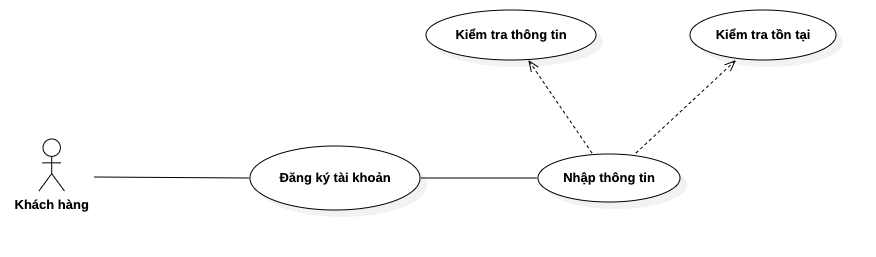 Kiểm tra thông tin
Kiểm tra tồn tại
Đăng ký tài khoản
Nhập thông tin
Khách hàng